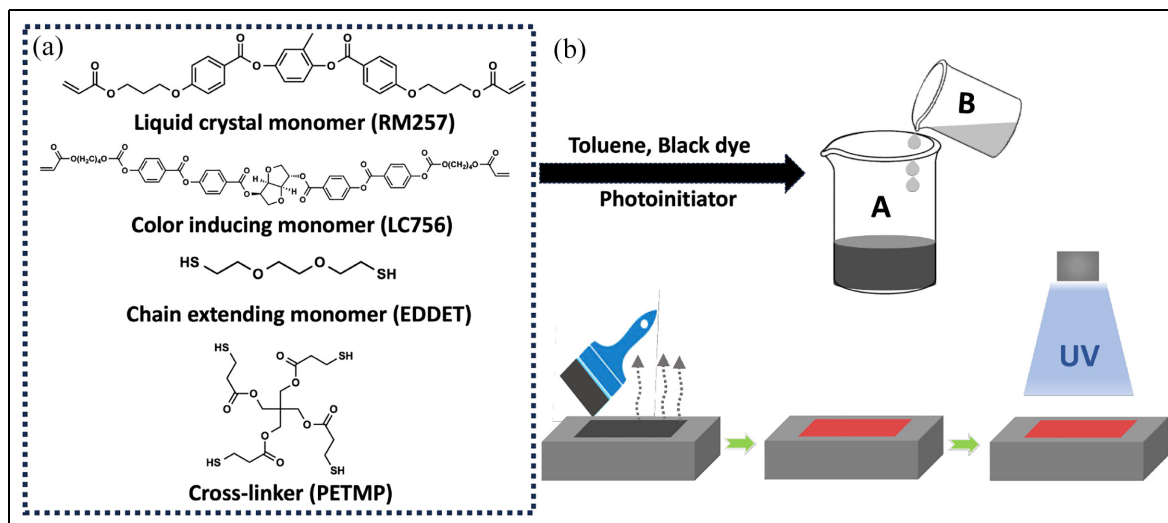 (a)
O
O
O
O
O
O
O
O
O
O
Liquid crystal monomer (RM257)
O
O(H₂C)₄O
O
O
O
O
O
O
O
O
H
H
O
O
O
O
O
O
O
O
O(CH₂)₄O
O
Color inducing monomer (LC756)
HS
O
O
SH
Chain extending monomer (EDDET)
HS
SH
O
O
O
O
O
O
O
O
HS
SH
Cross-linker (PETMP)
(b)
Toluene, Black dye
Photoinitiator
B
A
UV